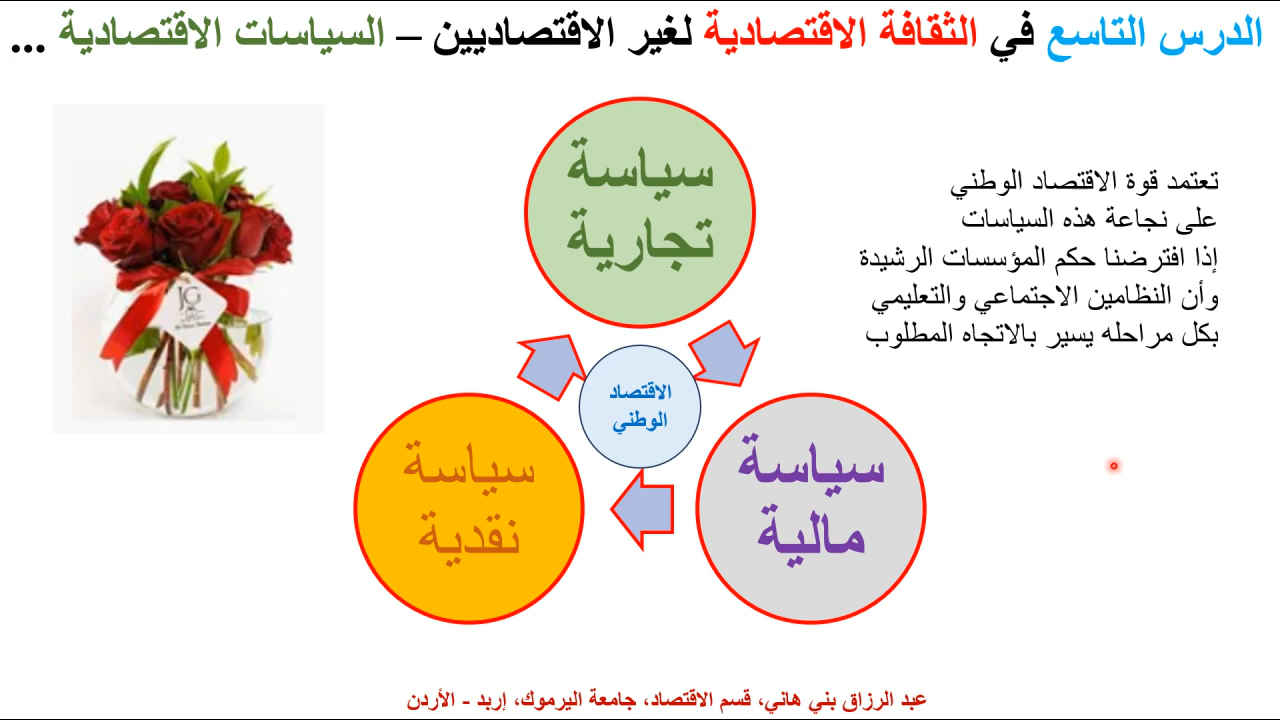 الدرس التاسع في الثقافة الاقتصادية لغير الاقتصاديين – السياسات الاقتصادية ...
سياسة
تجارية
تعتمد قوة الاقتصاد الوطني
على نجاعة هذه السياسات
إذا افترضنا حكم المؤسسات الرشيدة
وأن النظامين الاجتماعي والتعليمي
بكل مراحله يسير بالاتجاه المطلوب
الاقتصاد
الوطني
سياسة
مالية
سياسة
نقدية
JG
عبد الرزاق بني هاني، قسم الاقتصاد، جامعة اليرموك، إربد - الأردن